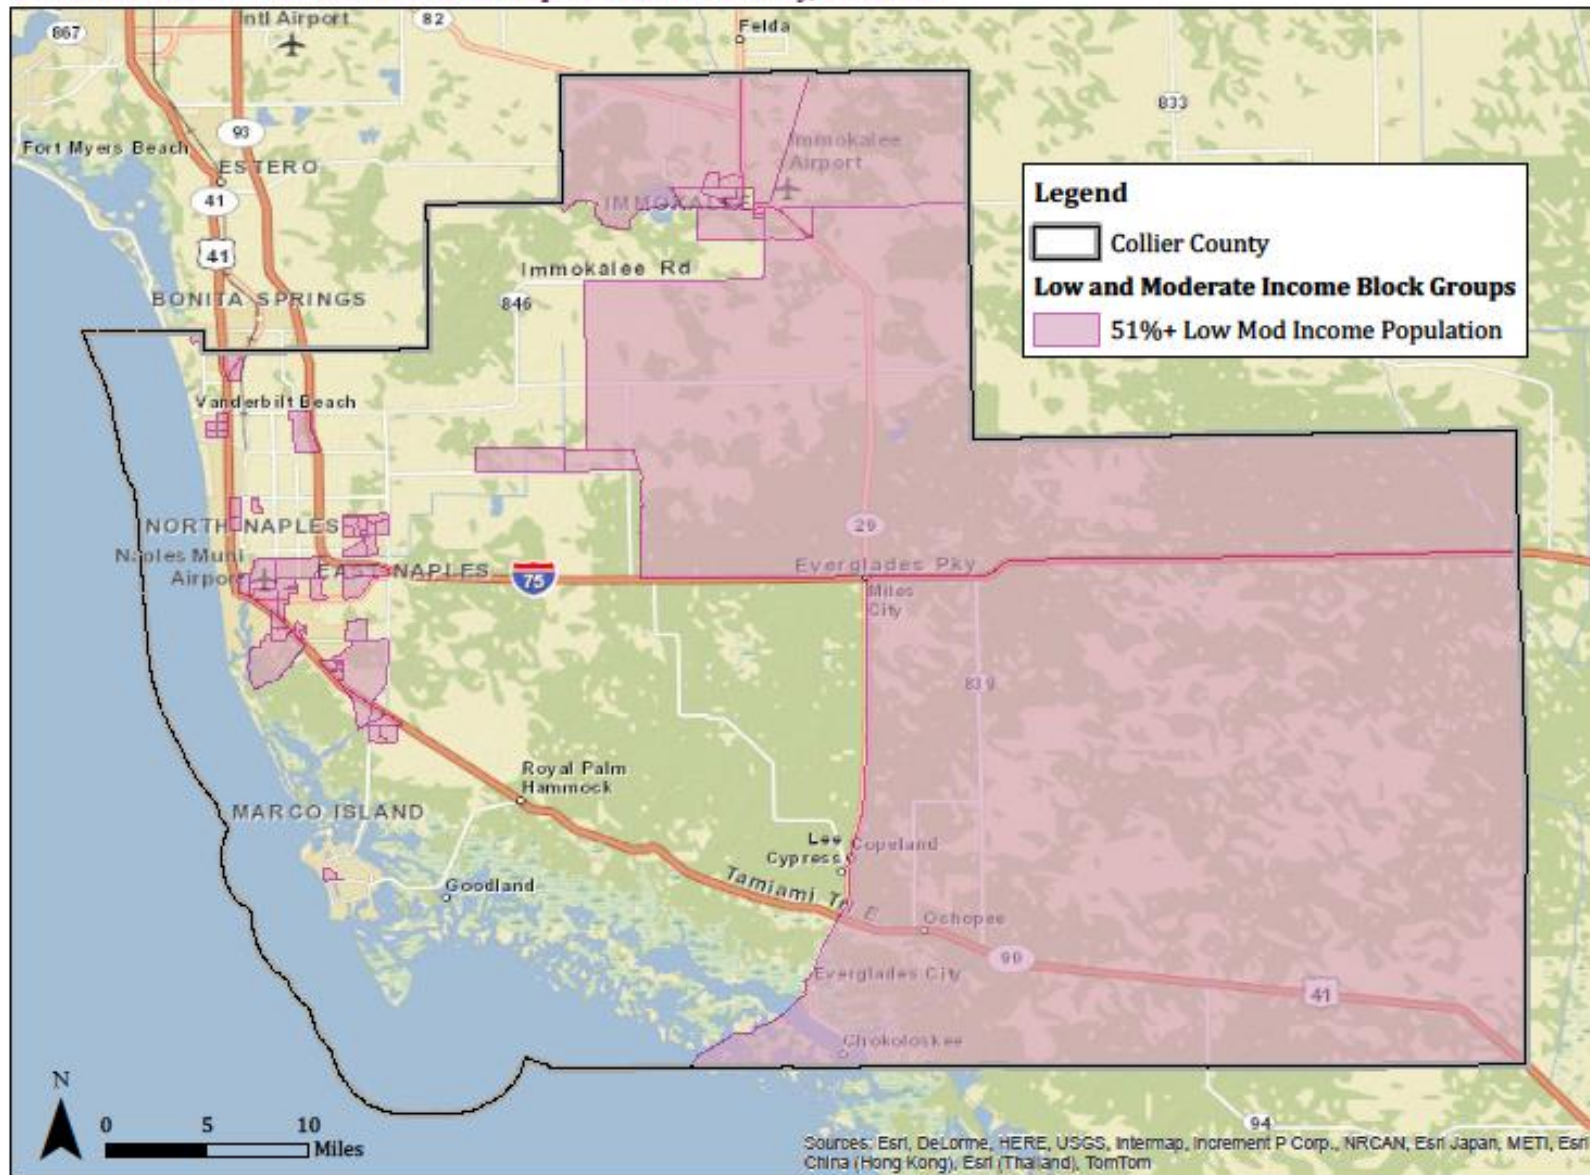 Intl Airport
867
82
Felda
833
93
Fort Myers Beach
ESTERO
41
41
Immokalee
Airport
IMMOKALEE
Immokalee Rd
846
BONITA SPRINGS
Legend
Collier County
Low and Moderate Income Block Groups
51%+ Low Mod Income Population
Vanderbilt Beach
NORTH NAPLES
Naples Muni
Airport
EAST NAPLES
75
29
Everglades Pky
Miles
City
839
Royal Palm
Hammock
MARCO ISLAND
Goodland
Lee
Cypress
Copeland
Tamiami Trl E
Ochopee
90
Everglades City
41
Chokoloskee
94
N
0 5 10
Miles
Sources: Esri, DeLorme, HERE, USGS, Intermap, increment P Corp., NRCAN, Esri Japan, METI, Esri
China (Hong Kong), Esri (Thailand), TomTom